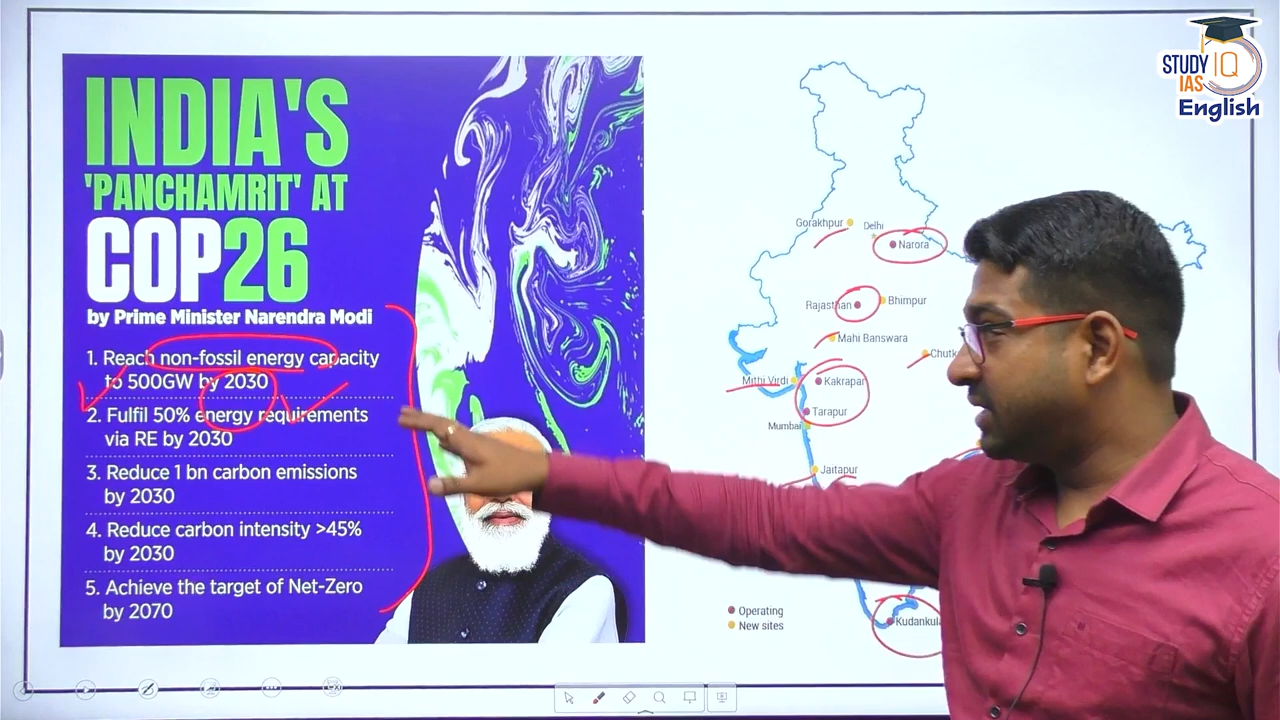 INDIA'S
'PANCHAMRIT' AT
COP26
by Prime Minister Narendra Modi
1. Reach non-fossil energy capacity
to 500GW by 2030
2. Fulfil 50% energy requirements
via RE by 2030
3. Reduce 1 bn carbon emissions
by 2030
4. Reduce carbon intensity >45%
by 2030
5. Achieve the target of Net-Zero
by 2070
Gorakhpur
Delhi
Narora
Rajasthan
Bhimpur
Mahi Banswara
Chutk
Mithi Virdi
Kakrapar
Tarapur
Mumbai
Jaitapur
Kudankul
Operating
New sites
STUDY IQ
IAS
English